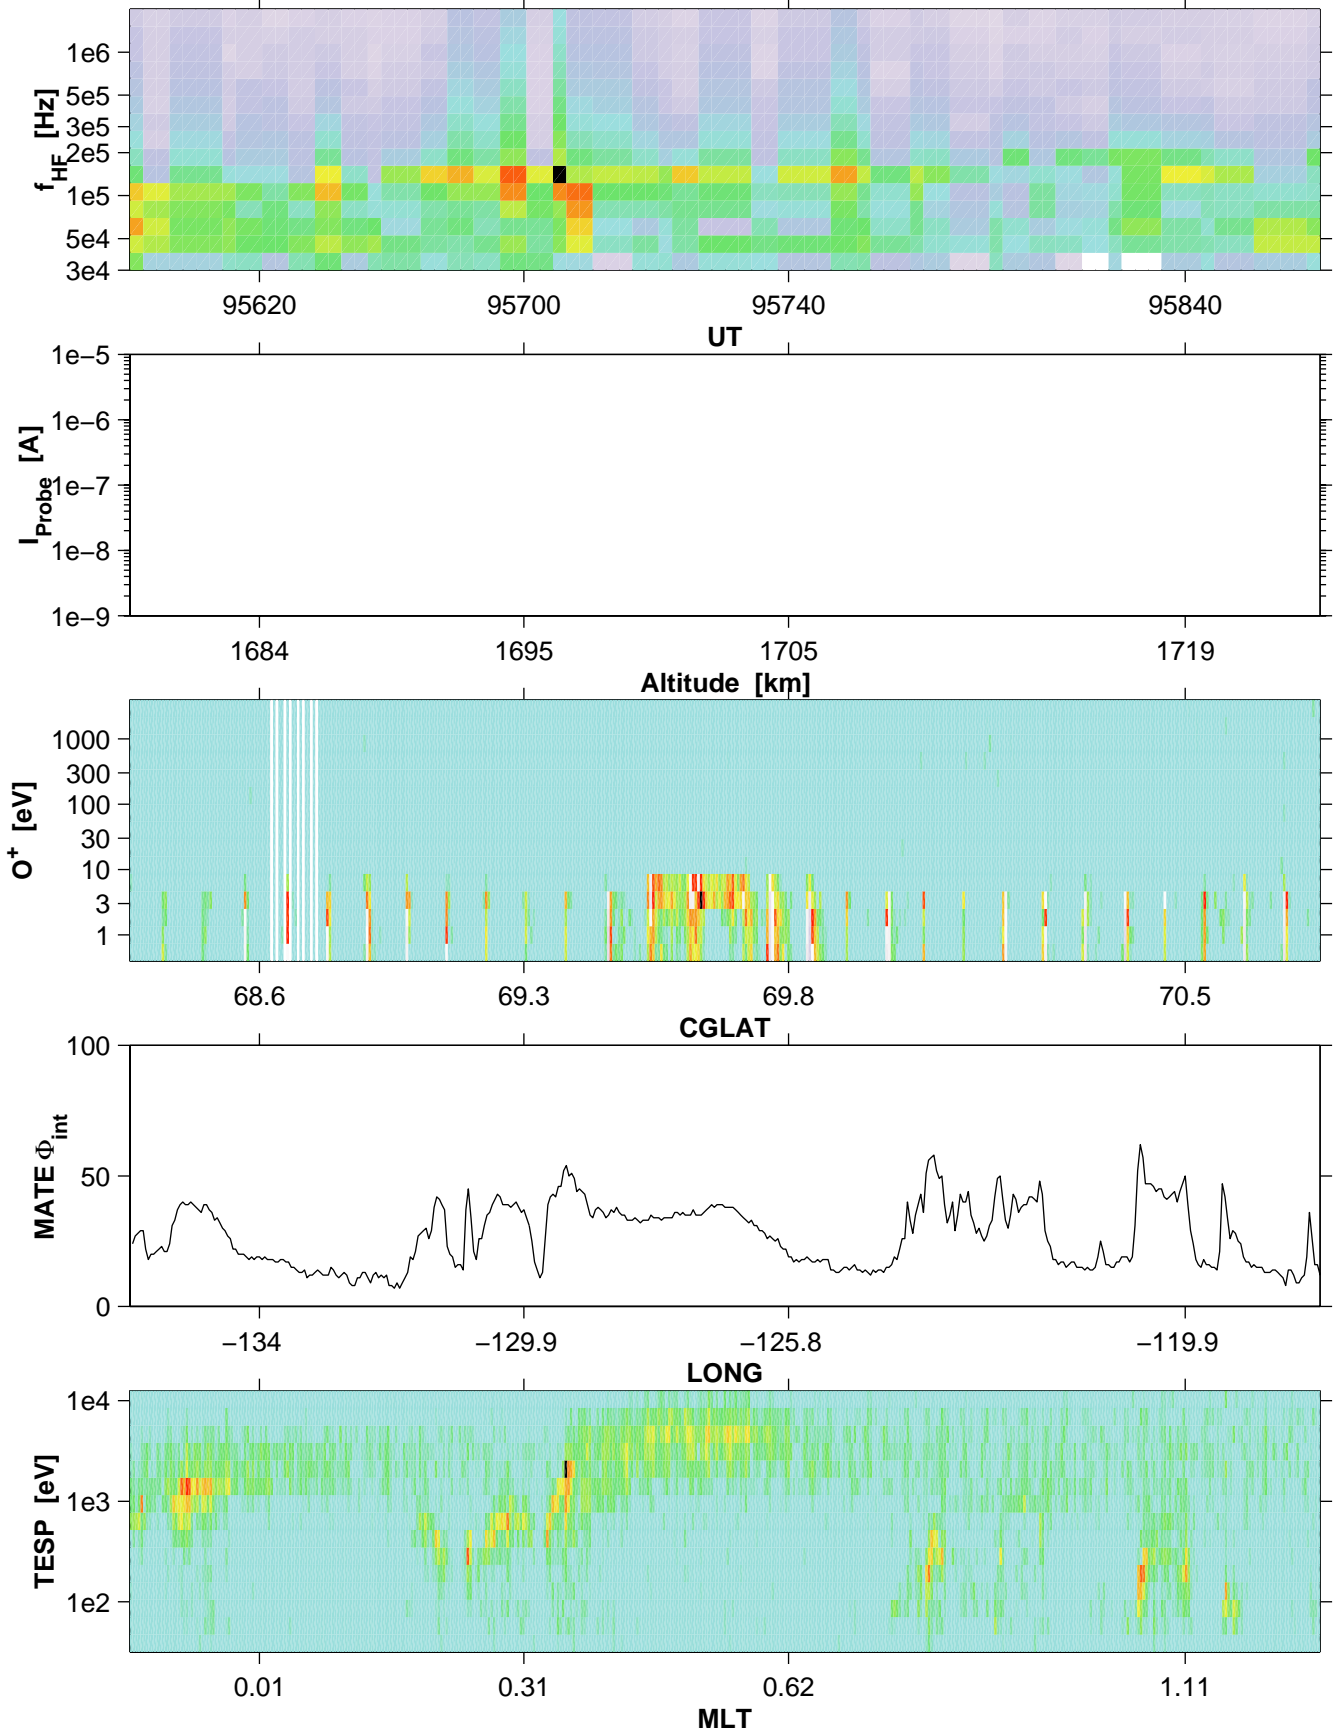 1e6
5e5
3e5
2e5
1e5
5e4
3e4
f_HF [Hz]
95620 95700 95740 95840
UT
1e−5
1e−6
1e−7
1e−8
1e−9
I_Probe [A]
1684 1695 1705 1719
Altitude [km]
1000
300
100
30
10
3
1
O⁺ [eV]
68.6 69.3 69.8 70.5
CGLAT
100
50
0
MATE Φ_int
−134 −129.9 −125.8 −119.9
LONG
1e4
1e3
1e2
TESP [eV]
0.01 0.31 0.62 1.11
MLT